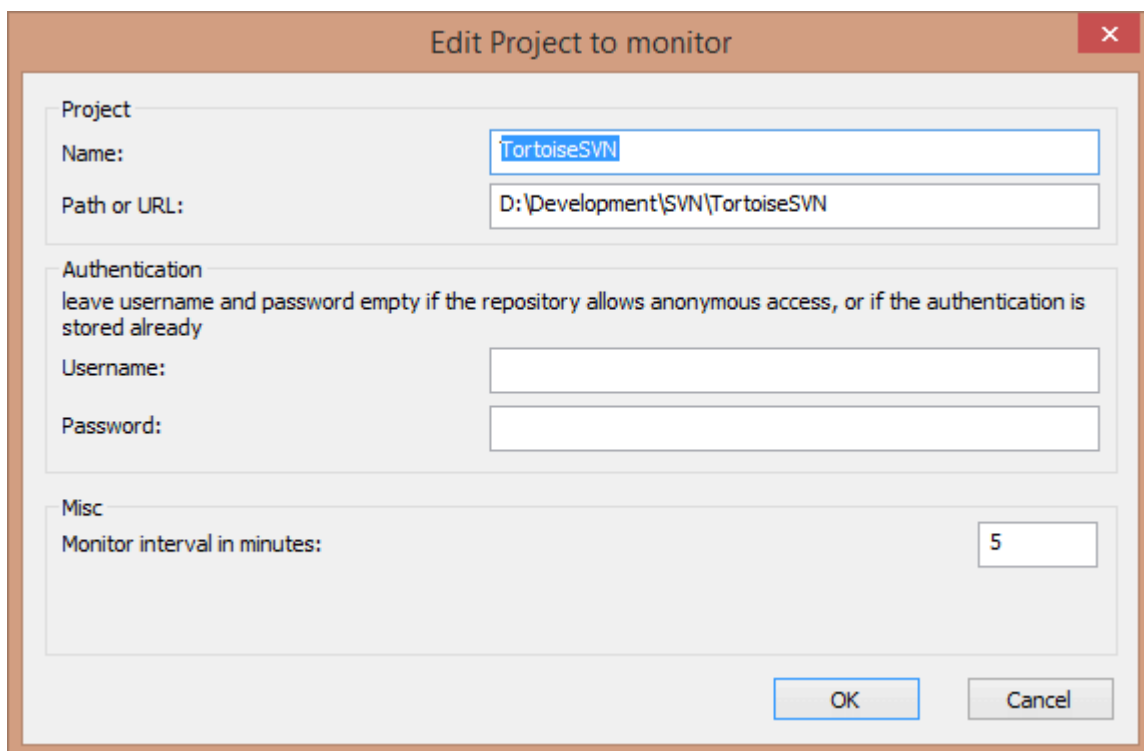 Edit Project to monitor
Project
Name:
TortoiseSVN
Path or URL:
D:\Development\SVN\TortoiseSVN
Authentication
leave username and password empty if the repository allows anonymous access, or if the authentication is
stored already
Username:
Password:
Misc
Monitor interval in minutes:
5
OK
Cancel